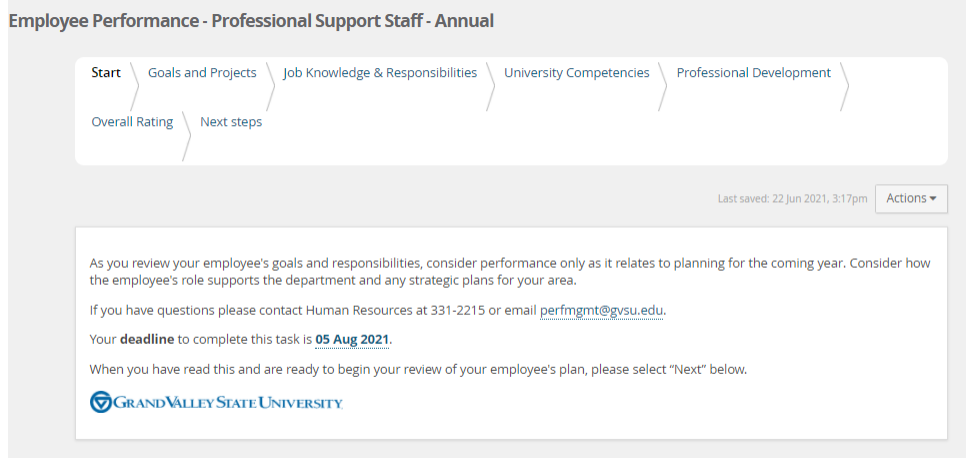 Employee Performance - Professional Support Staff - Annual
Start Goals and Projects Job Knowledge & Responsibilities University Competencies Professional Development
Overall Rating Next steps
Last saved: 22 Jun 2021, 3:17pm Actions
As you review your employee's goals and responsibilities, consider performance only as it relates to planning for the coming year. Consider how
the employee's role supports the department and any strategic plans for your area.
If you have questions please contact Human Resources at 331-2215 or email perfmgmt@gvsu.edu.
Your deadline to complete this task is 05 Aug 2021.
When you have read this and are ready to begin your review of your employee's plan, please select “Next” below.
GRAND VALLEY STATE UNIVERSITY